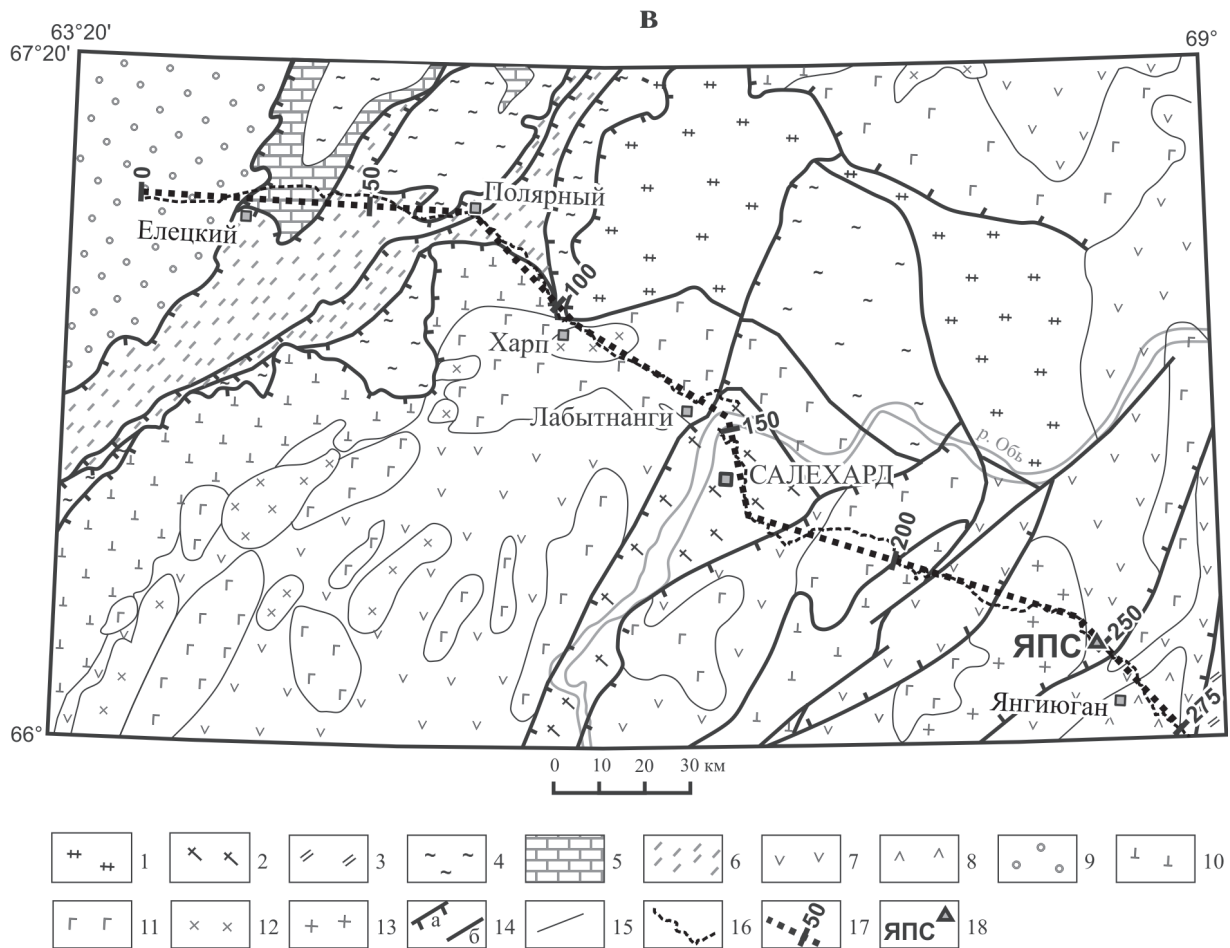 в
63°20'
69°
67°20'
0
50
Полярный
Елецкий
100
Харп
Лабытнанги
150
р. Обь
САЛЕХАРД
200
ЯПС
250
Янгиюган
275
66°
0 10 20 30 км
1 2 3 4 5 6 7 8 9 10
11 12 13 а б 14 15 16 50 17 ЯПС 18